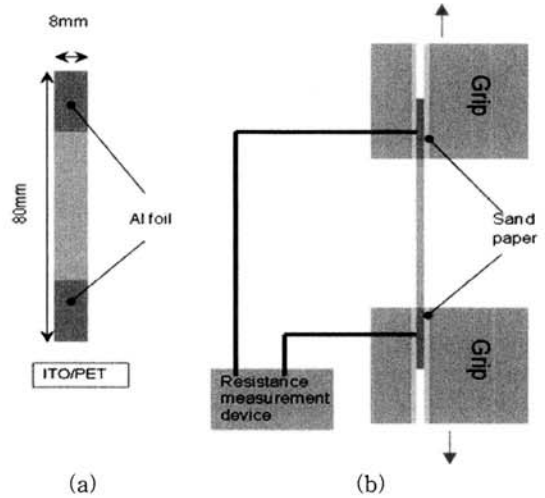 8mm
80mm
Al foil
ITO/PET
(a)
Grip
Sand
paper
Grip
Resistance
measurement
device
(b)